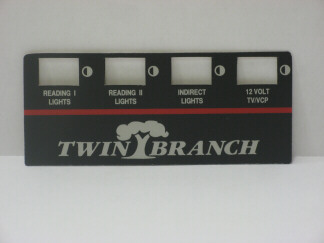 READING I READING II INDIRECT 12 VOLT
LIGHTS LIGHTS LIGHTS TV/VCP
TWIN BRANCH